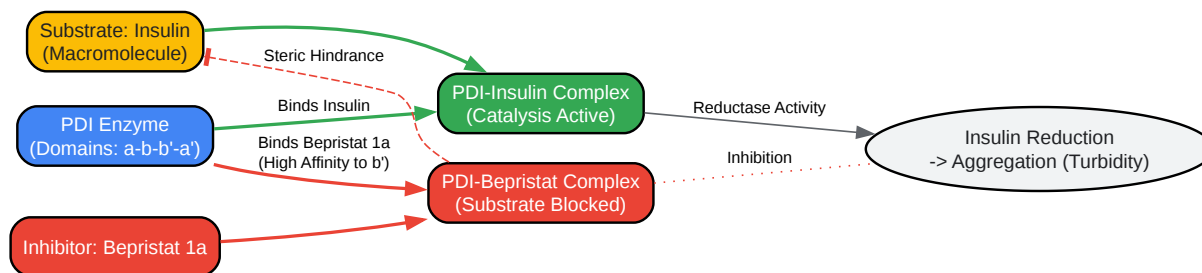 Substrate: Insulin
(Macromolecule)
Steric Hindrance
PDI-Insulin Complex
(Catalysis Active)
Reductase Activity
Binds Insulin
PDI Enzyme
(Domains: a-b-b'-a')
Binds Bepristat 1a
(High Affinity to b')
Insulin Reduction
-> Aggregation (Turbidity)
Inhibition
PDI-Bepristat Complex
(Substrate Blocked)
Inhibitor: Bepristat 1a